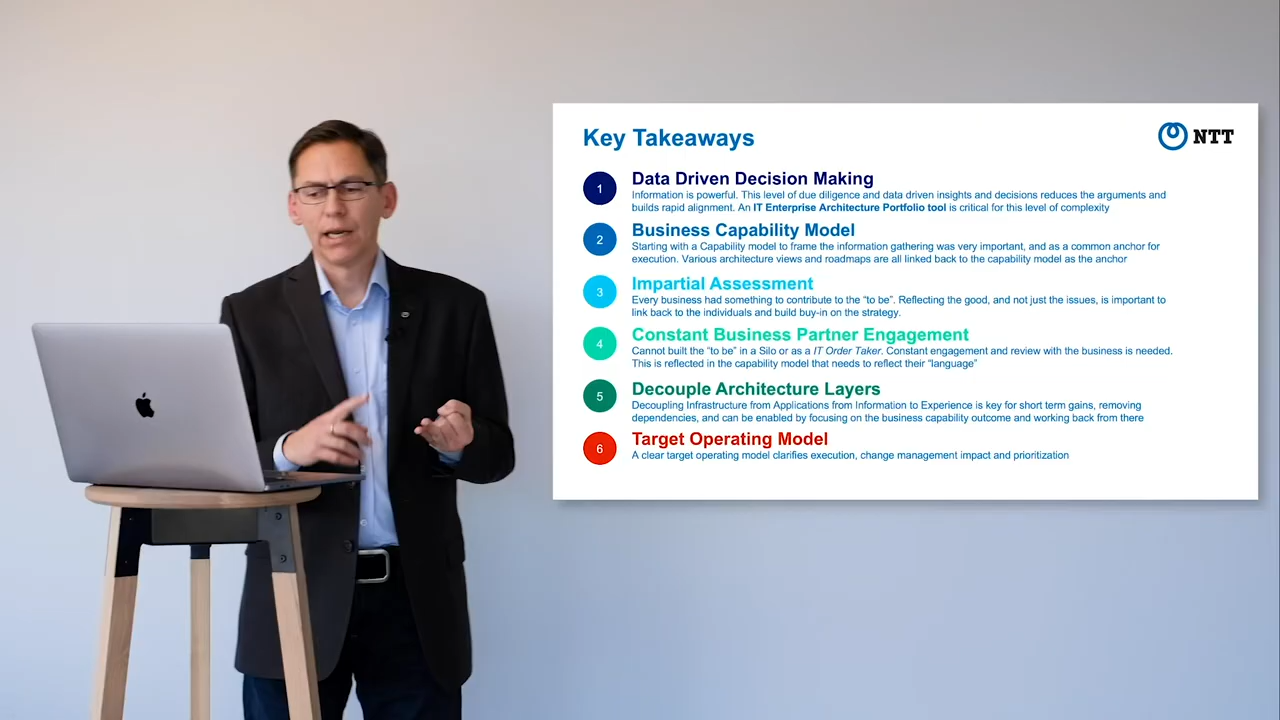 Key Takeaways
NTT
1
Data Driven Decision Making
Information is powerful. This level of due diligence and data driven insights and decisions reduces the arguments and
builds rapid alignment. An IT Enterprise Architecture Portfolio tool is critical for this level of complexity
2
Business Capability Model
Starting with a Capability model to frame the information gathering was very important, and as a common anchor for
execution. Various architecture views and roadmaps are all linked back to the capability model as the anchor
3
Impartial Assessment
Every business had something to contribute to the “to be”. Reflecting the good, and not just the issues, is important to
link back to the individuals and build buy-in on the strategy.
4
Constant Business Partner Engagement
Cannot built the “to be” in a Silo or as a IT Order Taker. Constant engagement and review with the business is needed.
This is reflected in the capability model that needs to reflect their “language”
5
Decouple Architecture Layers
Decoupling Infrastructure from Applications from Information to Experience is key for short term gains, removing
dependencies, and can be enabled by focusing on the business capability outcome and working back from there
6
Target Operating Model
A clear target operating model clarifies execution, change management impact and prioritization